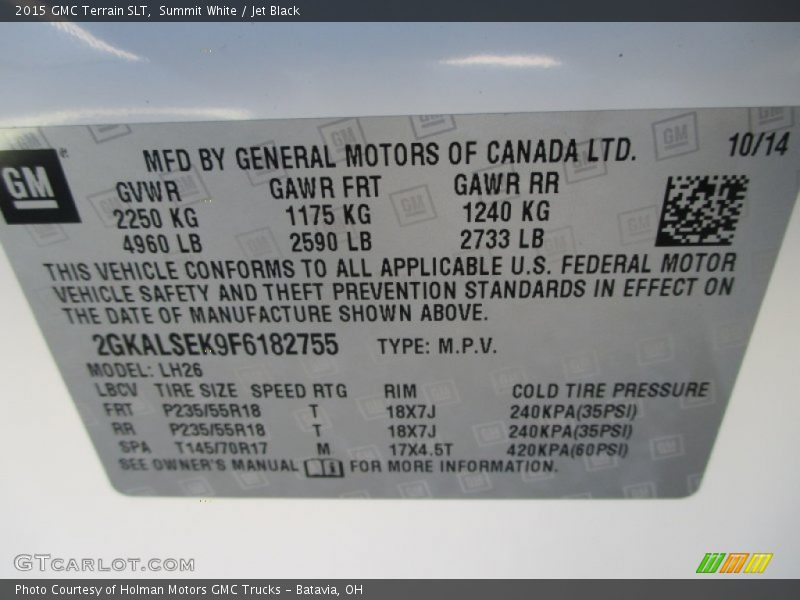 2015 GMC Terrain SLT,  Summit White / Jet Black
GM
MFD BY GENERAL MOTORS OF CANADA LTD.
10/14
GVWR GAWR FRT GAWR RR
2250 KG 1175 KG 1240 KG
4960 LB 2590 LB 2733 LB
THIS VEHICLE CONFORMS TO ALL APPLICABLE U.S. FEDERAL MOTOR
VEHICLE SAFETY AND THEFT PREVENTION STANDARDS IN EFFECT ON
THE DATE OF MANUFACTURE SHOWN ABOVE.
2GKALSEK9F6182755 TYPE: M.P.V.
MODEL: LH26
LBCV TIRE SIZE SPEED RTG RIM COLD TIRE PRESSURE
FRT P235/55R18 T 18X7J 240KPA(35PSI)
RR P235/55R18 T 18X7J 240KPA(35PSI)
SPA T145/70R17 M 17X4.5T 420KPA(60PSI)
SEE OWNER'S MANUAL FOR MORE INFORMATION.
GTCARLOT.COM
Photo Courtesy of Holman Motors GMC Trucks - Batavia, OH